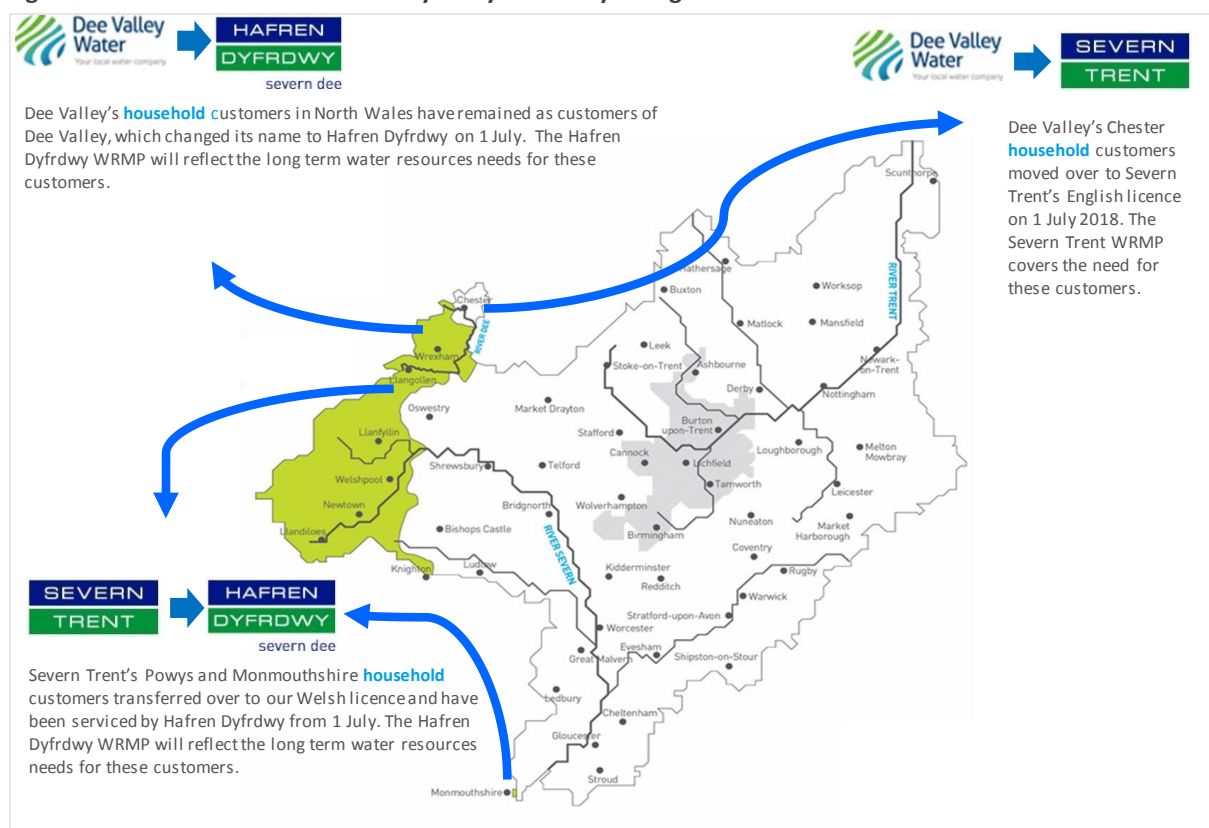 Dee Valley
Water
Your local water company
HAFREN
DYFRDWY
severn dee
Dee Valley
Water
Your local water company
SEVERN
TRENT
Dee Valley's household customers in North Wales have remained as customers of
Dee Valley, which changed its name to Hafren Dyfrdwy on 1 July. The Hafren
Dyfrdwy WRMP will reflect the long term water resources needs for these
customers.
Dee Valley's Chester
household customers
moved over to Severn
Trent's English licence
on 1 July 2018. The
Severn Trent WRMP
covers the need for
these customers.
Scunthorpe
Hathersage
Buxton
Worksop
RIVER TRENT
Chester
RIVER DEE
Matlock
Mansfield
Wrexham
Leek
Newark-
on-Trent
Stoke-on-Trent
Ashbourne
Llangollen
Derby
Nottingham
Oswestry
Market Drayton
Burton
upon-Trent
Stafford
Llanfyllin
Loughborough
Melton
Mowbray
Cannock
Lichfield
Shrewsbury
Telford
Welshpool
Tamworth
Leicester
Newtown
Bridgnorth
Wolverhampton
Nuneaton
Market
Harborough
Llandiloes
Bishops Castle
Birmingham
RIVER SEVERN
Coventry
Knighton
Ludlow
Kidderminster
Redditch
Rugby
Warwick
Stratford-upon-Avon
Worcester
Evesham
Great Malvern
Shipston-on-Stour
Ledbury
Cheltenham
Gloucester
Stroud
Monmouthshire
SEVERN
TRENT
HAFREN
DYFRDWY
severn dee
Severn Trent's Powys and Monmouthshire household
customers transferred over to our Welsh licence and have
been serviced by Hafren Dyfrdwy from 1 July. The Hafren
Dyfrdwy WRMP will reflect the long term water resources
needs for these customers.